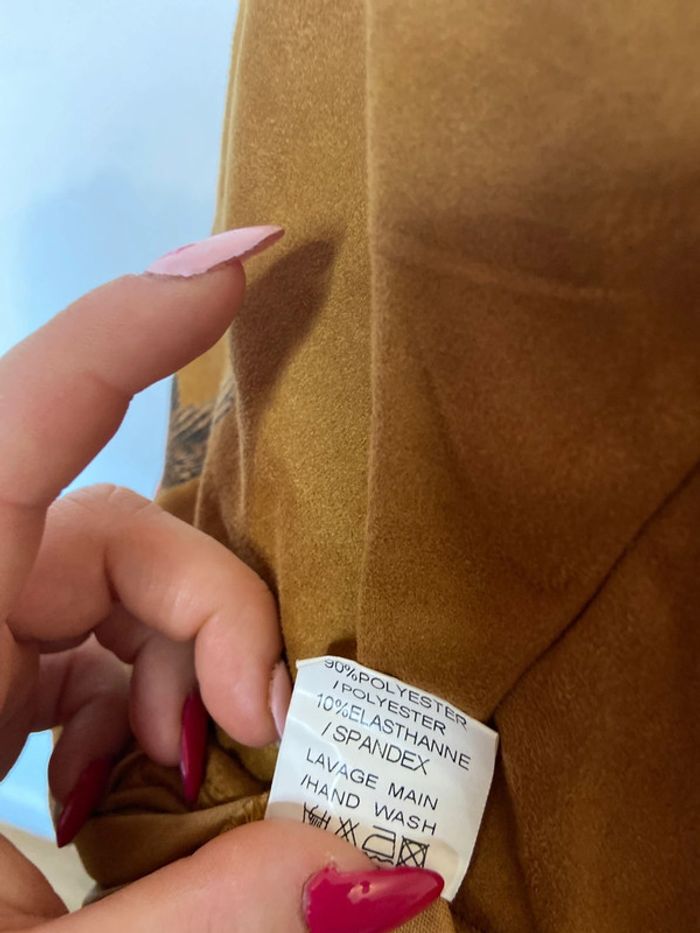 90%POLYESTER
/POLYESTER
10%ELASTHANNE
/SPANDEX
LAVAGE MAIN
/HAND WASH